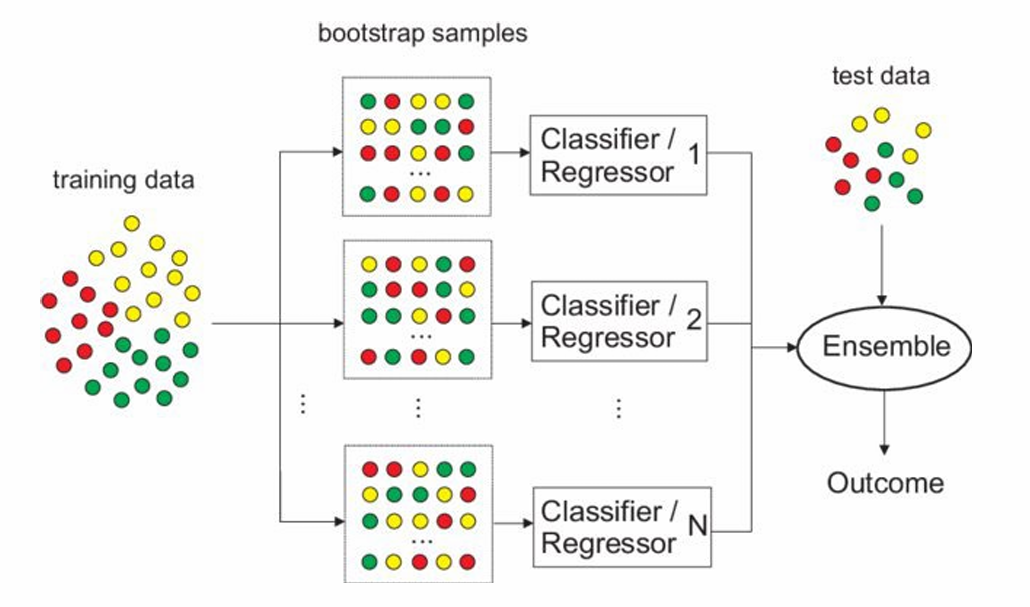 bootstrap samples
test data
training data
...
Classifier /
Regressor 1
...
Classifier /
Regressor 2
Ensemble
...
...
...
Outcome
Classifier /
Regressor N
...